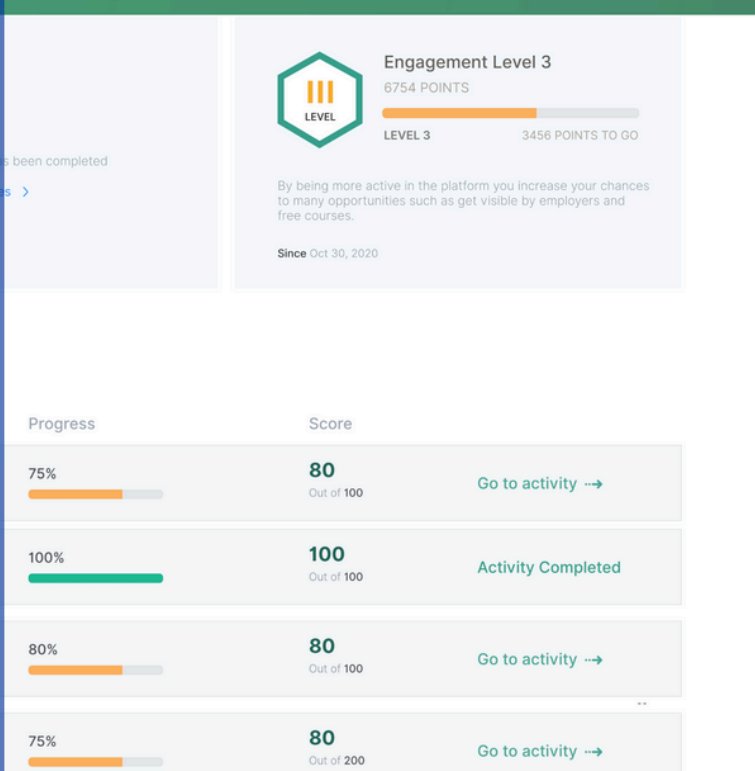 Engagement Level 3
6754 POINTS
III
LEVEL
LEVEL 3
3456 POINTS TO GO
been completed
By being more active in the platform you increase your chances
to many opportunities such as get visible by employers and
free courses.
Since Oct 30, 2020
Progress
Score
75%
80
Out of 100
Go to activity
100%
100
Out of 100
Activity Completed
80%
80
Out of 100
Go to activity
75%
80
Out of 200
Go to activity